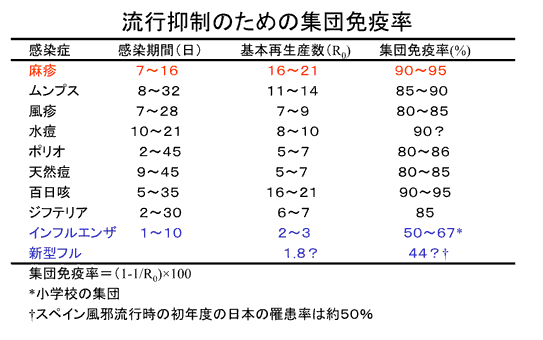 流行抑制のための集団免疫率
感染症 感染期間(日) 基本再生産数(R0) 集団免疫率(%)
麻疹 7〜16 16〜21 90〜95
ムンプス 8〜32 11〜14 85〜90
風疹 7〜28 7〜9 80〜85
水痘 10〜21 8〜10 90?
ポリオ 2〜45 5〜7 80〜86
天然痘 9〜45 5〜7 80〜85
百日咳 5〜35 16〜21 90〜95
ジフテリア 2〜30 6〜7 85
インフルエンザ 1〜10 2〜3 50〜67*
新型フル 1.8? 44?†
集団免疫率=(1-1/R0)×100
*小学校の集団
†スペイン風邪流行時の初年度の日本の罹患率は約50%